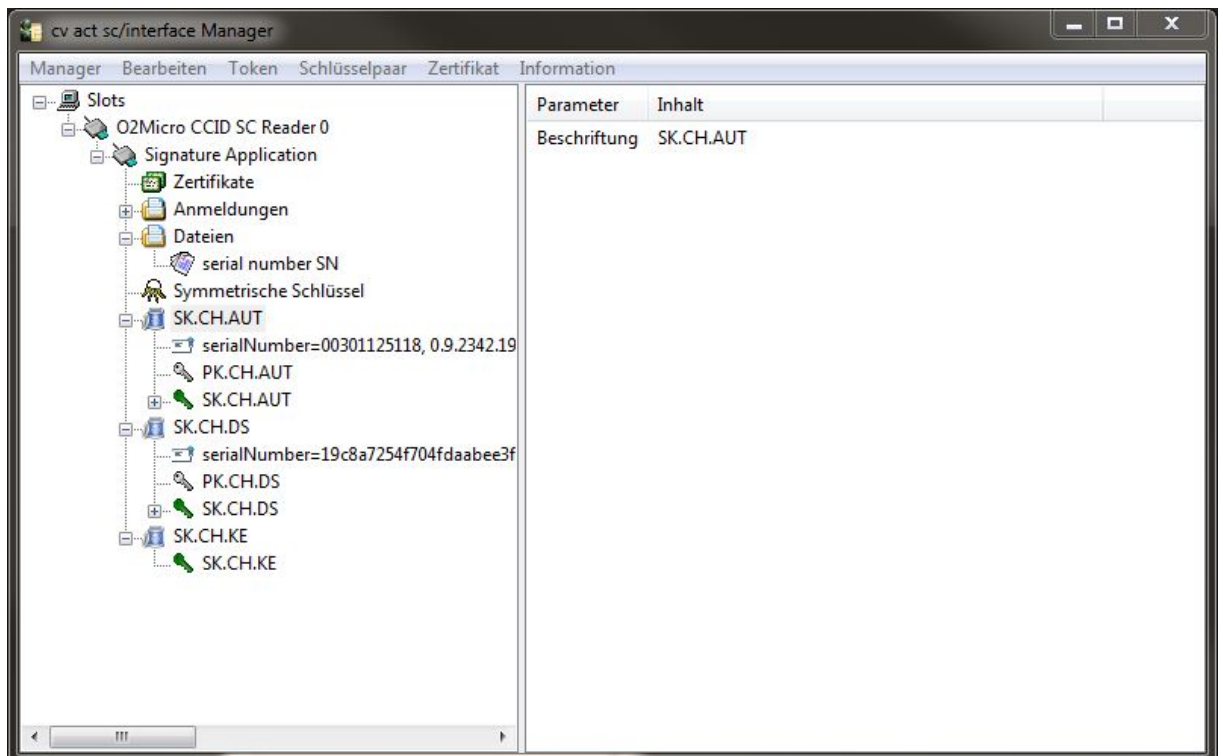 cv act sc/interface Manager
Manager Bearbeiten Token Schlüsselpaar Zertifikat Information
Slots
O2Micro CCID SC Reader 0
Signature Application
Zertifikate
Anmeldungen
Dateien
serial number SN
Symmetrische Schlüssel
SK.CH.AUT
serialNumber=00301125118, 0.9.2342.19
PK.CH.AUT
SK.CH.AUT
SK.CH.DS
serialNumber=19c8a7254f704fdaabee3f
PK.CH.DS
SK.CH.DS
SK.CH.KE
SK.CH.KE
Parameter Inhalt
Beschriftung SK.CH.AUT